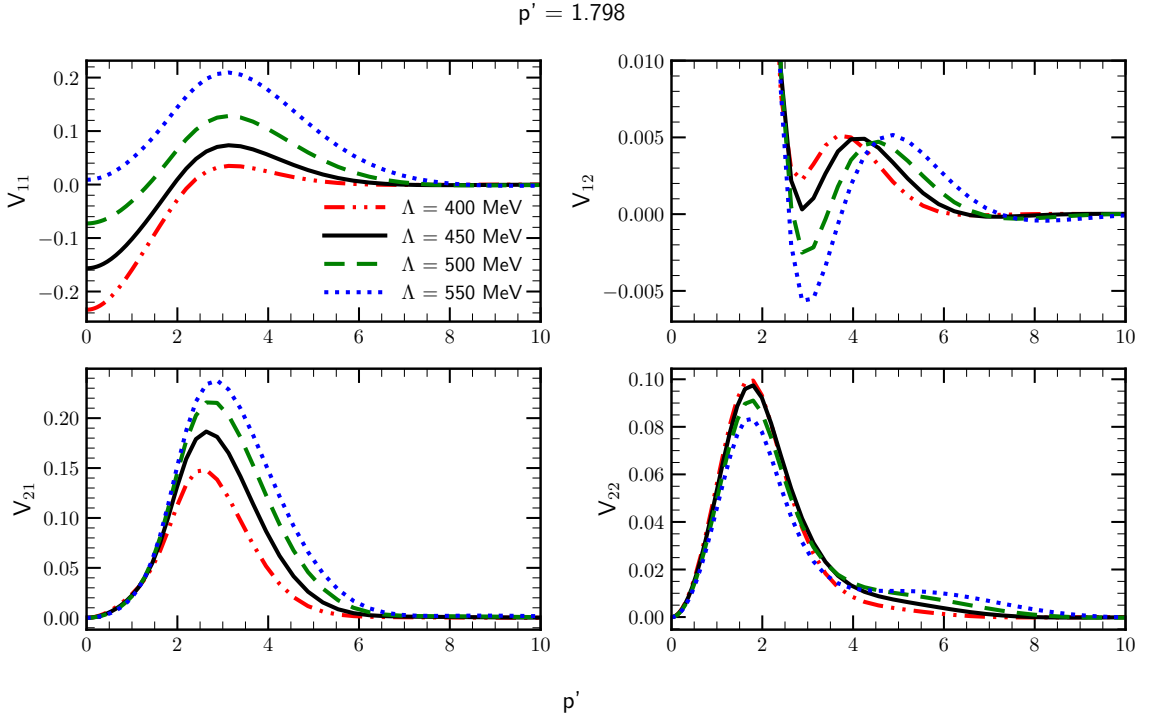 p' = 1.798
V11
0.2
0.1
0.0
−0.1
−0.2
0 2 4 6 8 10
Λ = 400 MeV
Λ = 450 MeV
Λ = 500 MeV
Λ = 550 MeV
V12
0.010
0.005
0.000
−0.005
0 2 4 6 8 10
V21
0.20
0.15
0.10
0.05
0.00
0 2 4 6 8 10
V22
0.10
0.08
0.06
0.04
0.02
0.00
0 2 4 6 8 10
p'